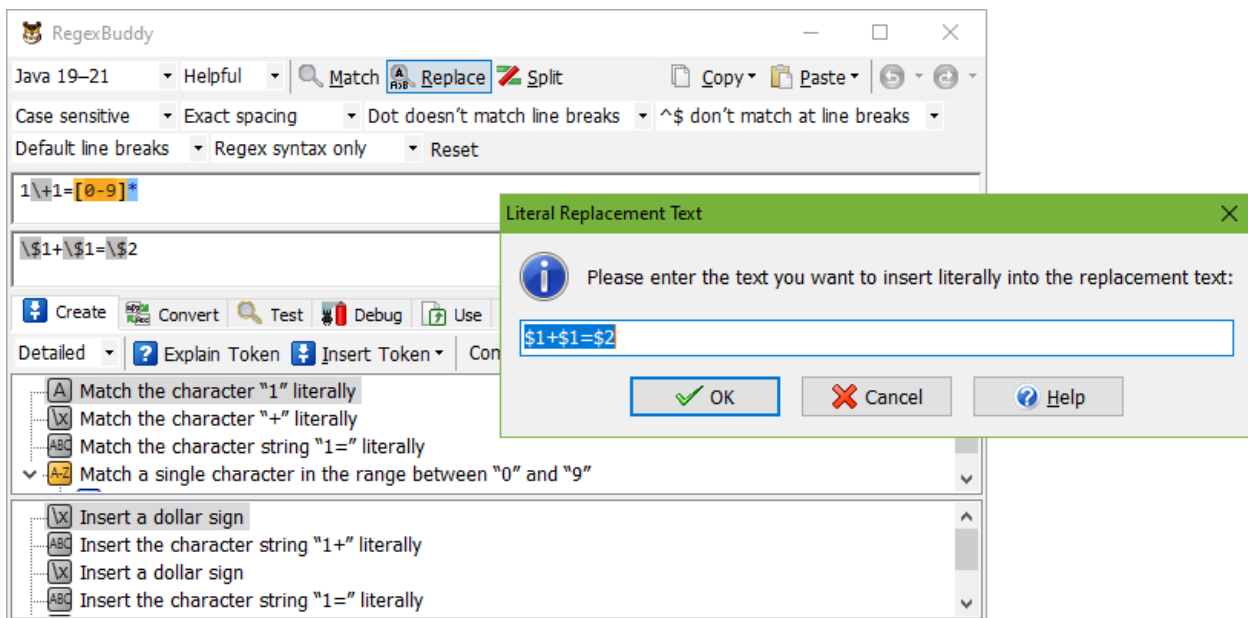 RegexBuddy
Java 19–21 Helpful Match Replace Split Copy Paste
Case sensitive Exact spacing Dot doesn’t match line breaks ^$ don’t match at line breaks
Default line breaks Regex syntax only Reset
1\+1=[0-9]*
\$1+\$1=\$2
Literal Replacement Text
Please enter the text you want to insert literally into the replacement text:
$1+$1=$2
OK Cancel Help
Create Convert Test Debug Use
Detailed Explain Token Insert Token Con
Match the character “1” literally
Match the character “+” literally
Match the character string “1=” literally
Match a single character in the range between “0” and “9”
Insert a dollar sign
Insert the character string “1+” literally
Insert a dollar sign
Insert the character string “1=” literally